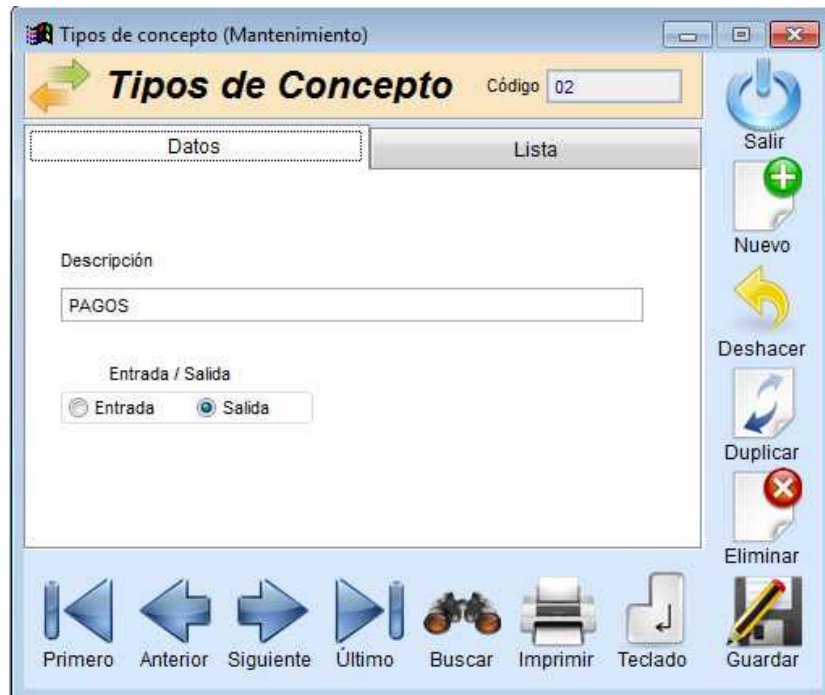 Tipos de concepto (Mantenimiento)
Tipos de Concepto
Código 02
Salir
Datos Lista
Nuevo
Descripción
PAGOS
Deshacer
Entrada / Salida
Entrada Salida
Duplicar
Eliminar
Primero Anterior Siguiente Último Buscar Imprimir Teclado Guardar